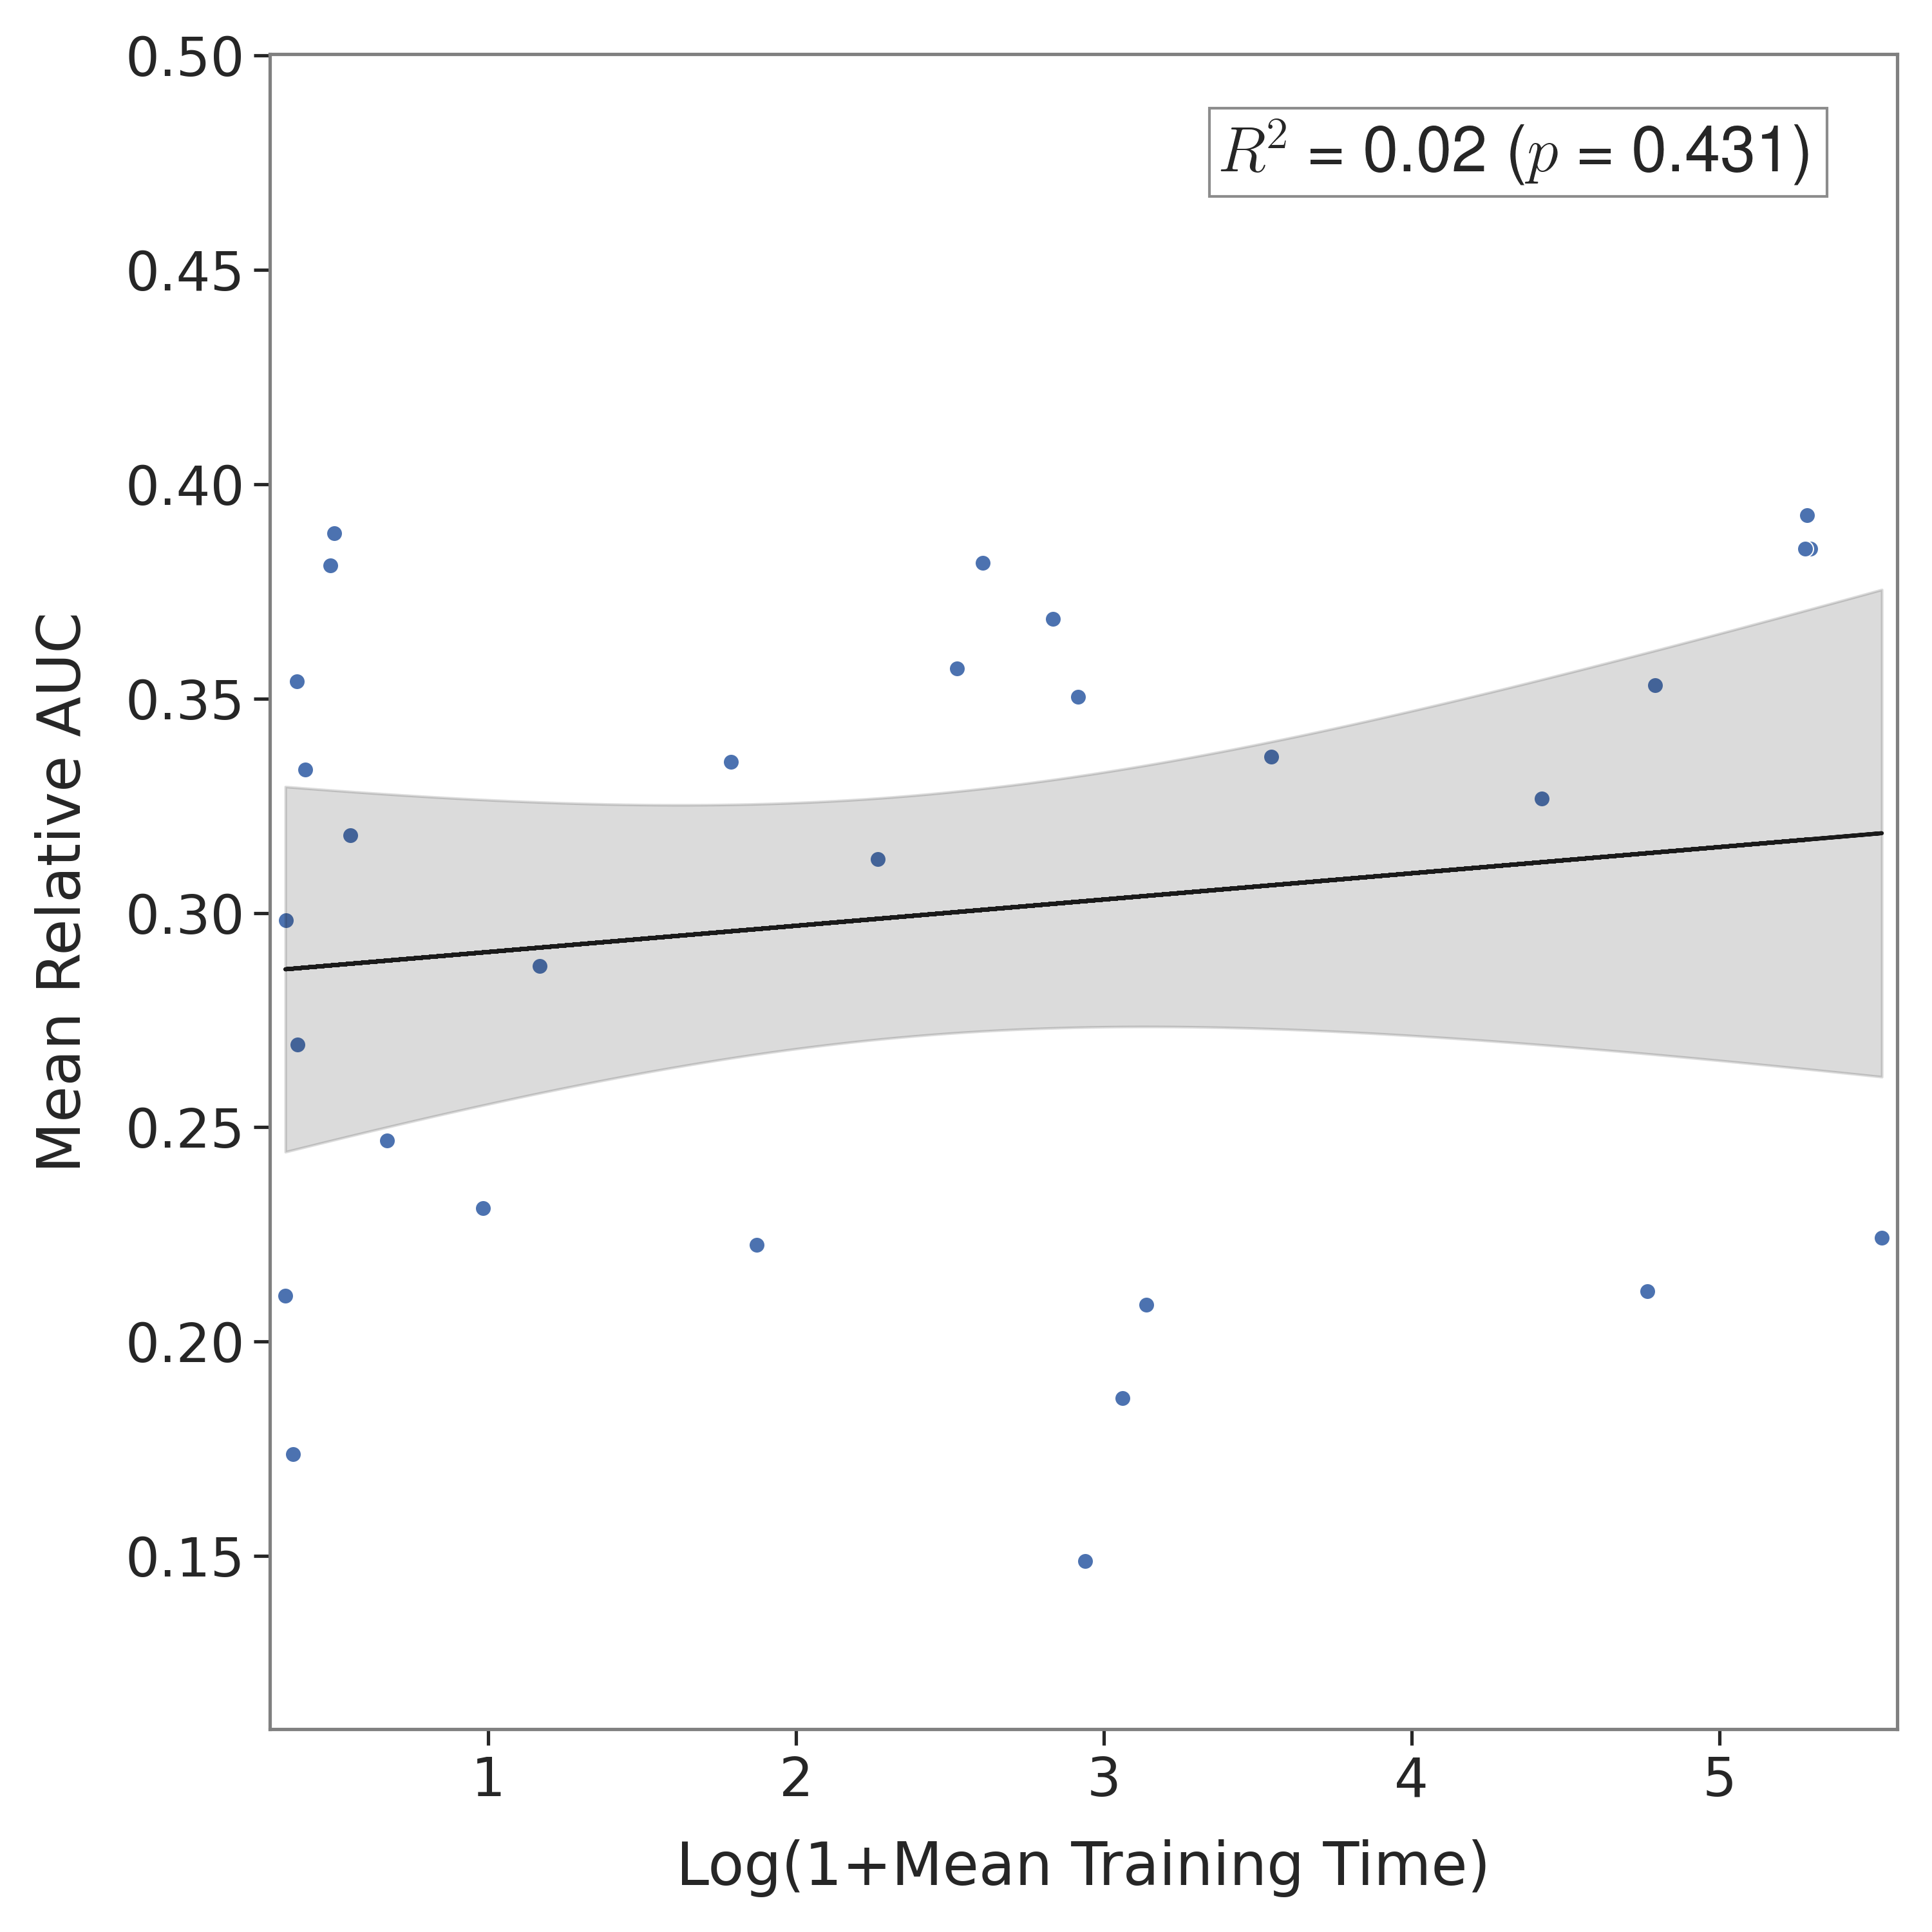 0.50
R² = 0.02 (p = 0.431)
0.45
0.40
0.35
0.30
0.25
0.20
0.15
Mean Relative AUC
1 2 3 4 5
Log(1+Mean Training Time)